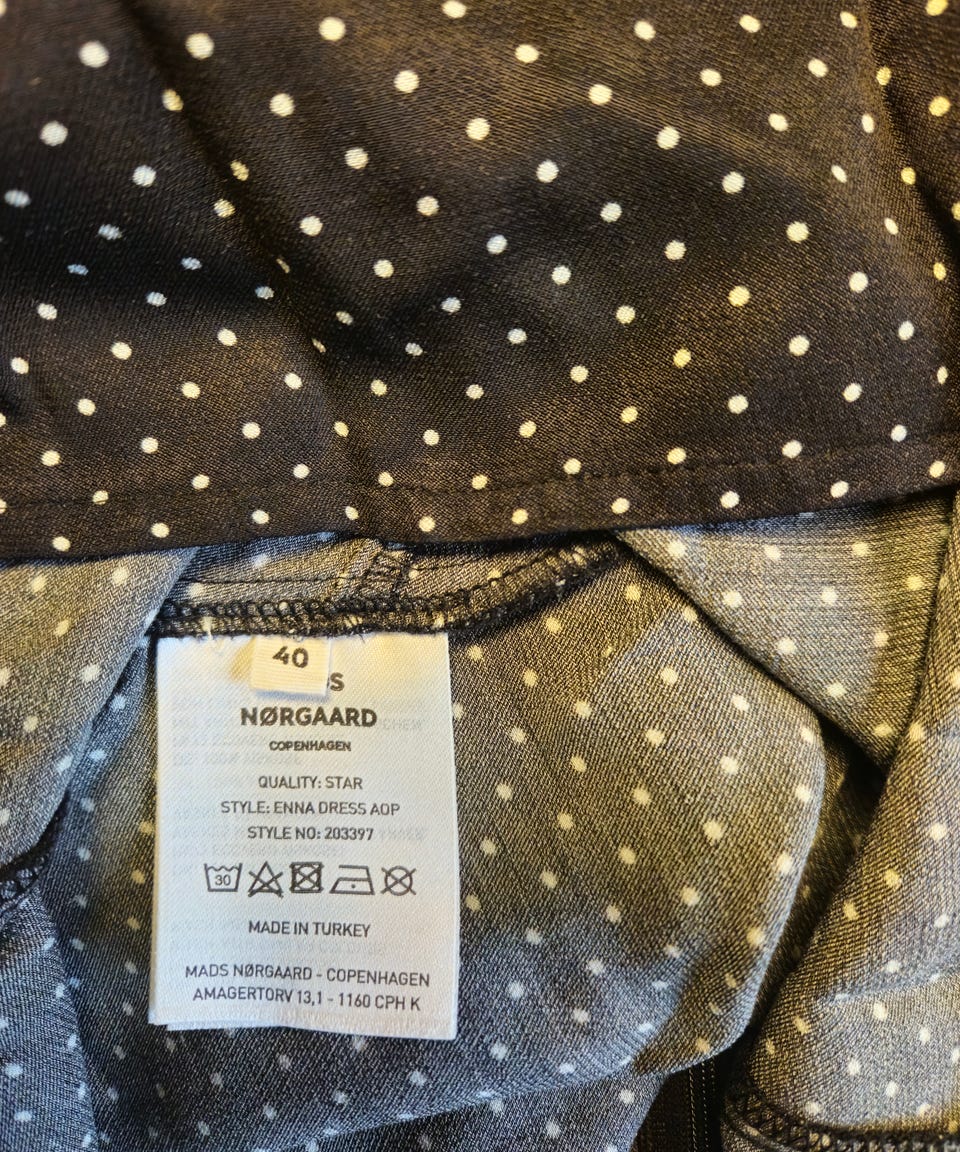 40
S
NØRGAARD
COPENHAGEN
QUALITY: STAR
STYLE: ENNA DRESS AOP
STYLE NO: 203397
30
MADE IN TURKEY
MADS NØRGAARD - COPENHAGEN
AMAGERTORV 13,1 - 1160 CPH K